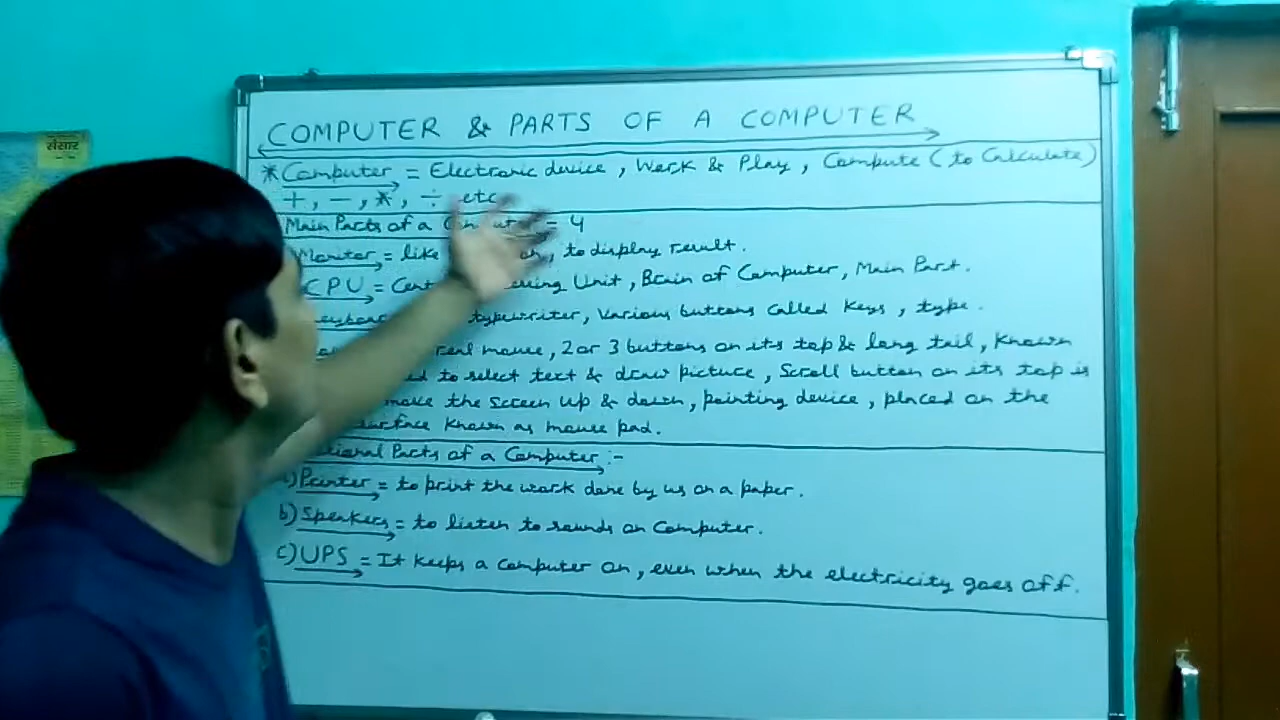 संसार
COMPUTER & PARTS OF A COMPUTER
*Computer = Electronic device, Work & Play, Compute (to Calculate)
+, -, *, ÷ etc.
Main Parts of a - 4
Monitor = like , to display result.
CPU = Unit, Brain of Computer, Main Part.
typewriter, Various buttons called Keys, type.
real mouse, 2 or 3 buttons on its top & long tail, Known
to select text & draw picture, Scroll button on its top is
make the screen up & down, pointing device, placed on the
surface Known as mouse pad.
Parts of a Computer :-
a) Printer = to print the work done by us on a paper.
b) Speakers = to listen to sounds on Computer.
c) UPS = It keeps a computer on, even when the electricity goes off.